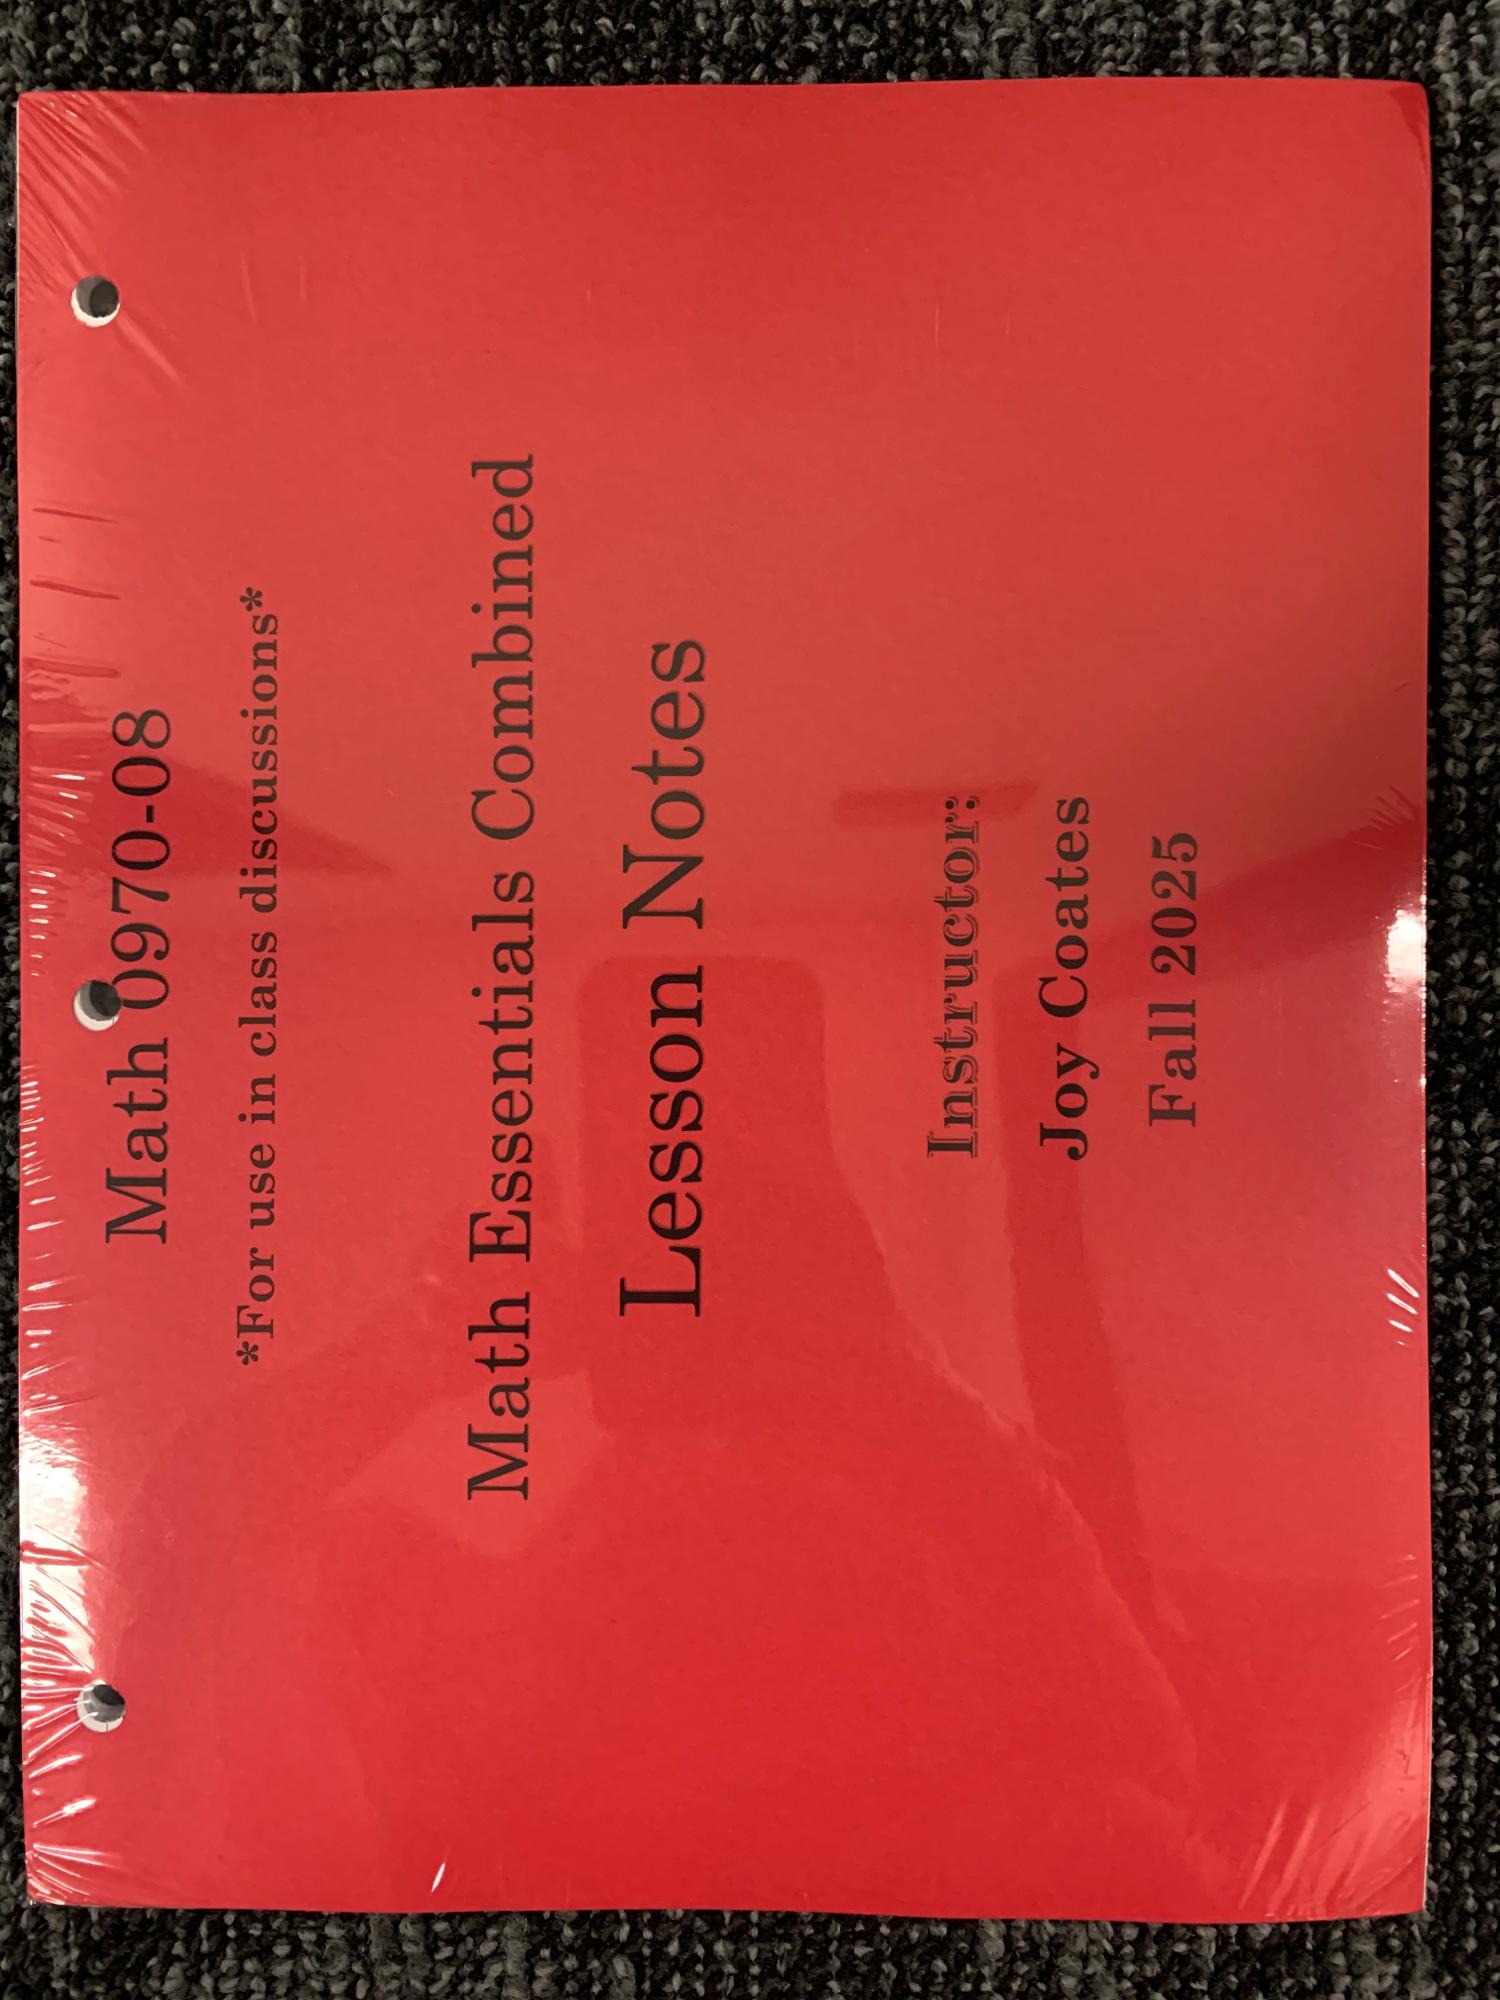 Math 0970-08
*For use in class discussions*
Math Essentials Combined
Lesson Notes
Instructor:
Joy Coates
Fall 2025